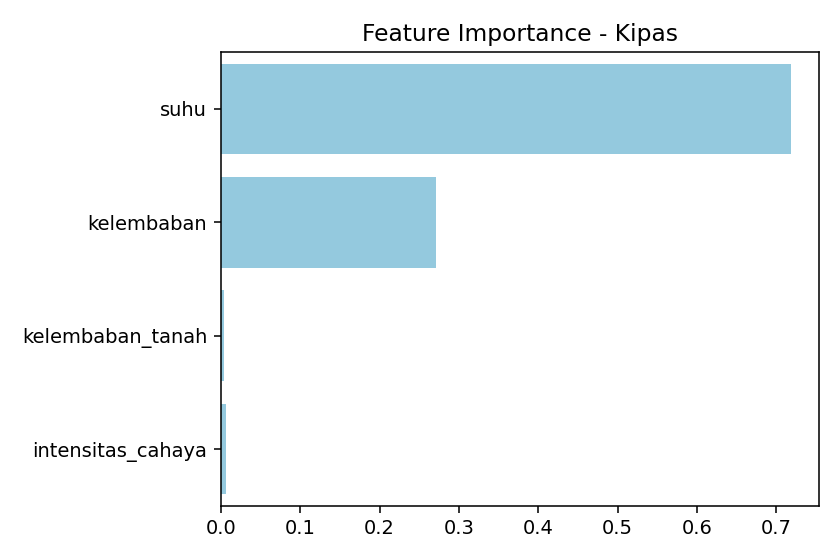 Feature Importance - Kipas
suhu
kelembaban
kelembaban_tanah
intensitas_cahaya
0.0 0.1 0.2 0.3 0.4 0.5 0.6 0.7